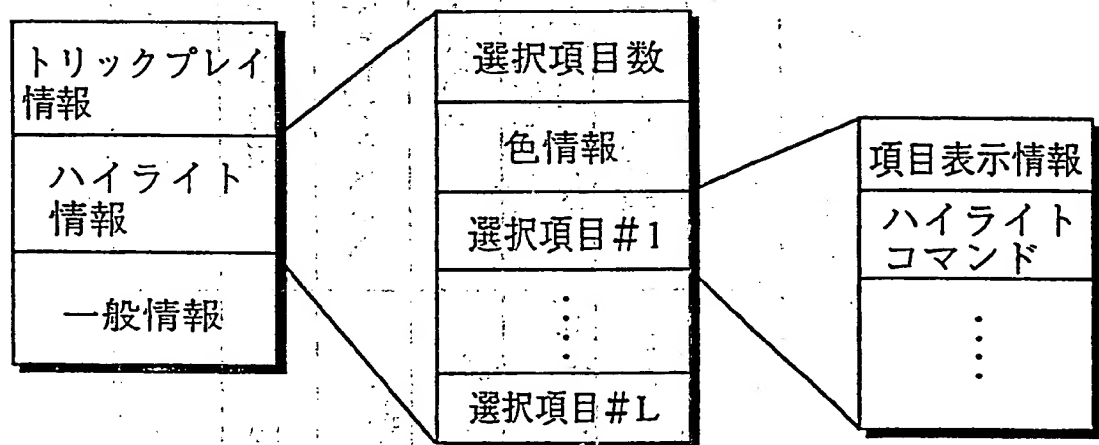 トリックプレイ
情報
ハイライト
情報
一般情報
選択項目数
色情報
選択項目#1
選択項目#L
項目表示情報
ハイライト
コマンド